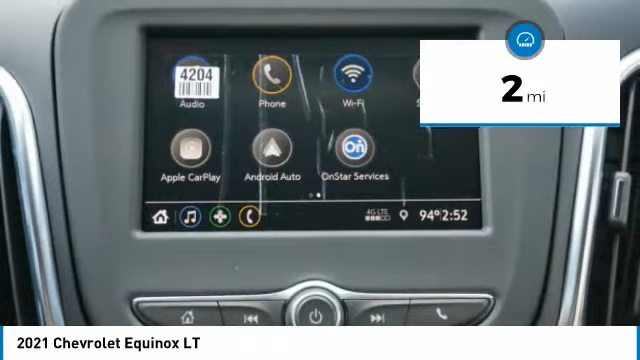 4204
Audio
Phone
Wi-Fi
2 mi
Apple CarPlay
Android Auto
On
OnStar Services
4G LTE
94° 2:52
2021 Chevrolet Equinox LT